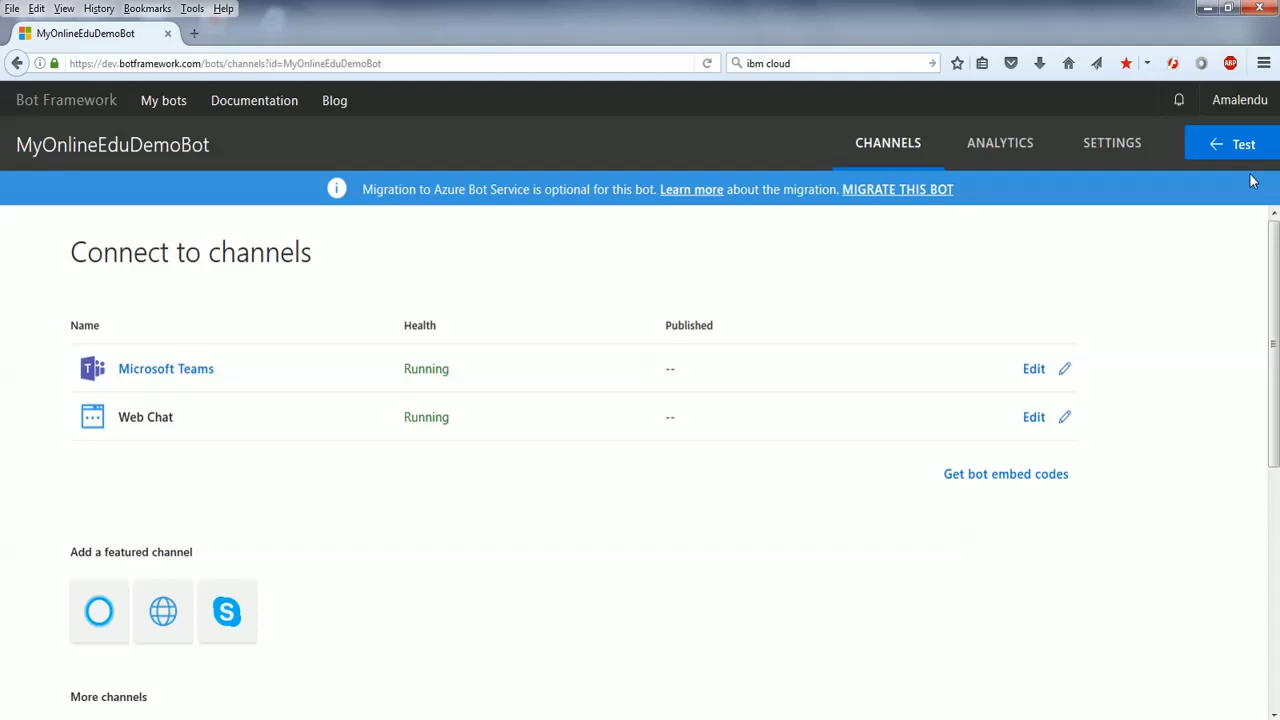 File Edit View History Bookmarks Tools Help
MyOnlineEduDemoBot
https://dev.botframework.com/bots/channels?id=MyOnlineEduDemoBot
ibm cloud
ABP
Bot Framework My bots Documentation Blog Amalendu
MyOnlineEduDemoBot CHANNELS ANALYTICS SETTINGS Test
Migration to Azure Bot Service is optional for this bot. Learn more about the migration. MIGRATE THIS BOT
Connect to channels
Name Health Published
Microsoft Teams Running -- Edit
Web Chat Running -- Edit
Get bot embed codes
Add a featured channel
More channels